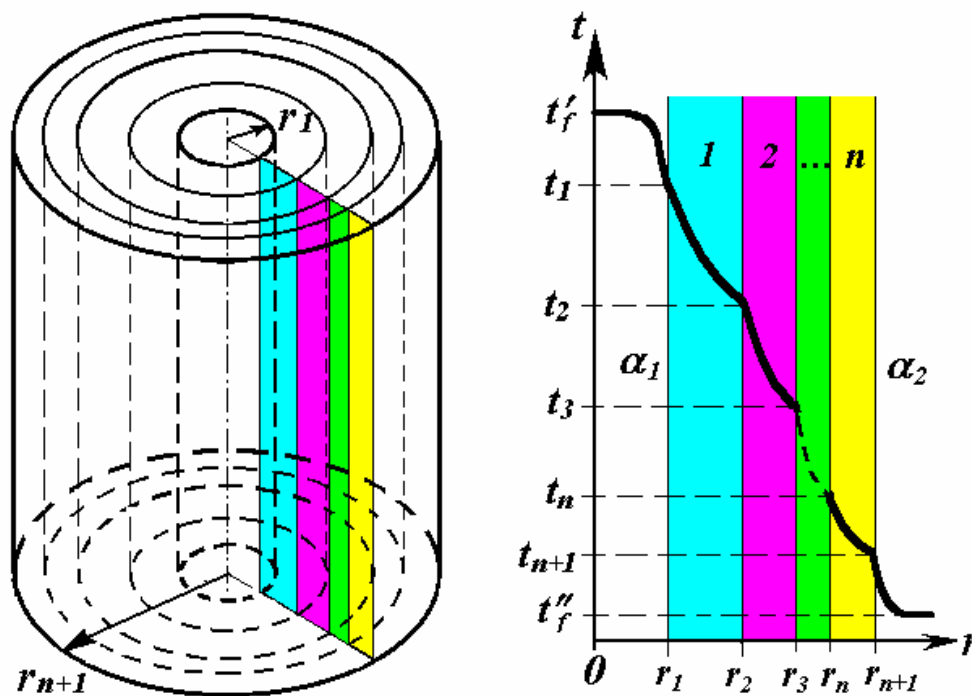 r₁
rₙ₊₁
t
t′f
t₁
t₂
t₃
tₙ
tₙ₊₁
t″f
1 2 ... n
α₁ α₂
0 r₁ r₂ r₃ rₙ rₙ₊₁ r